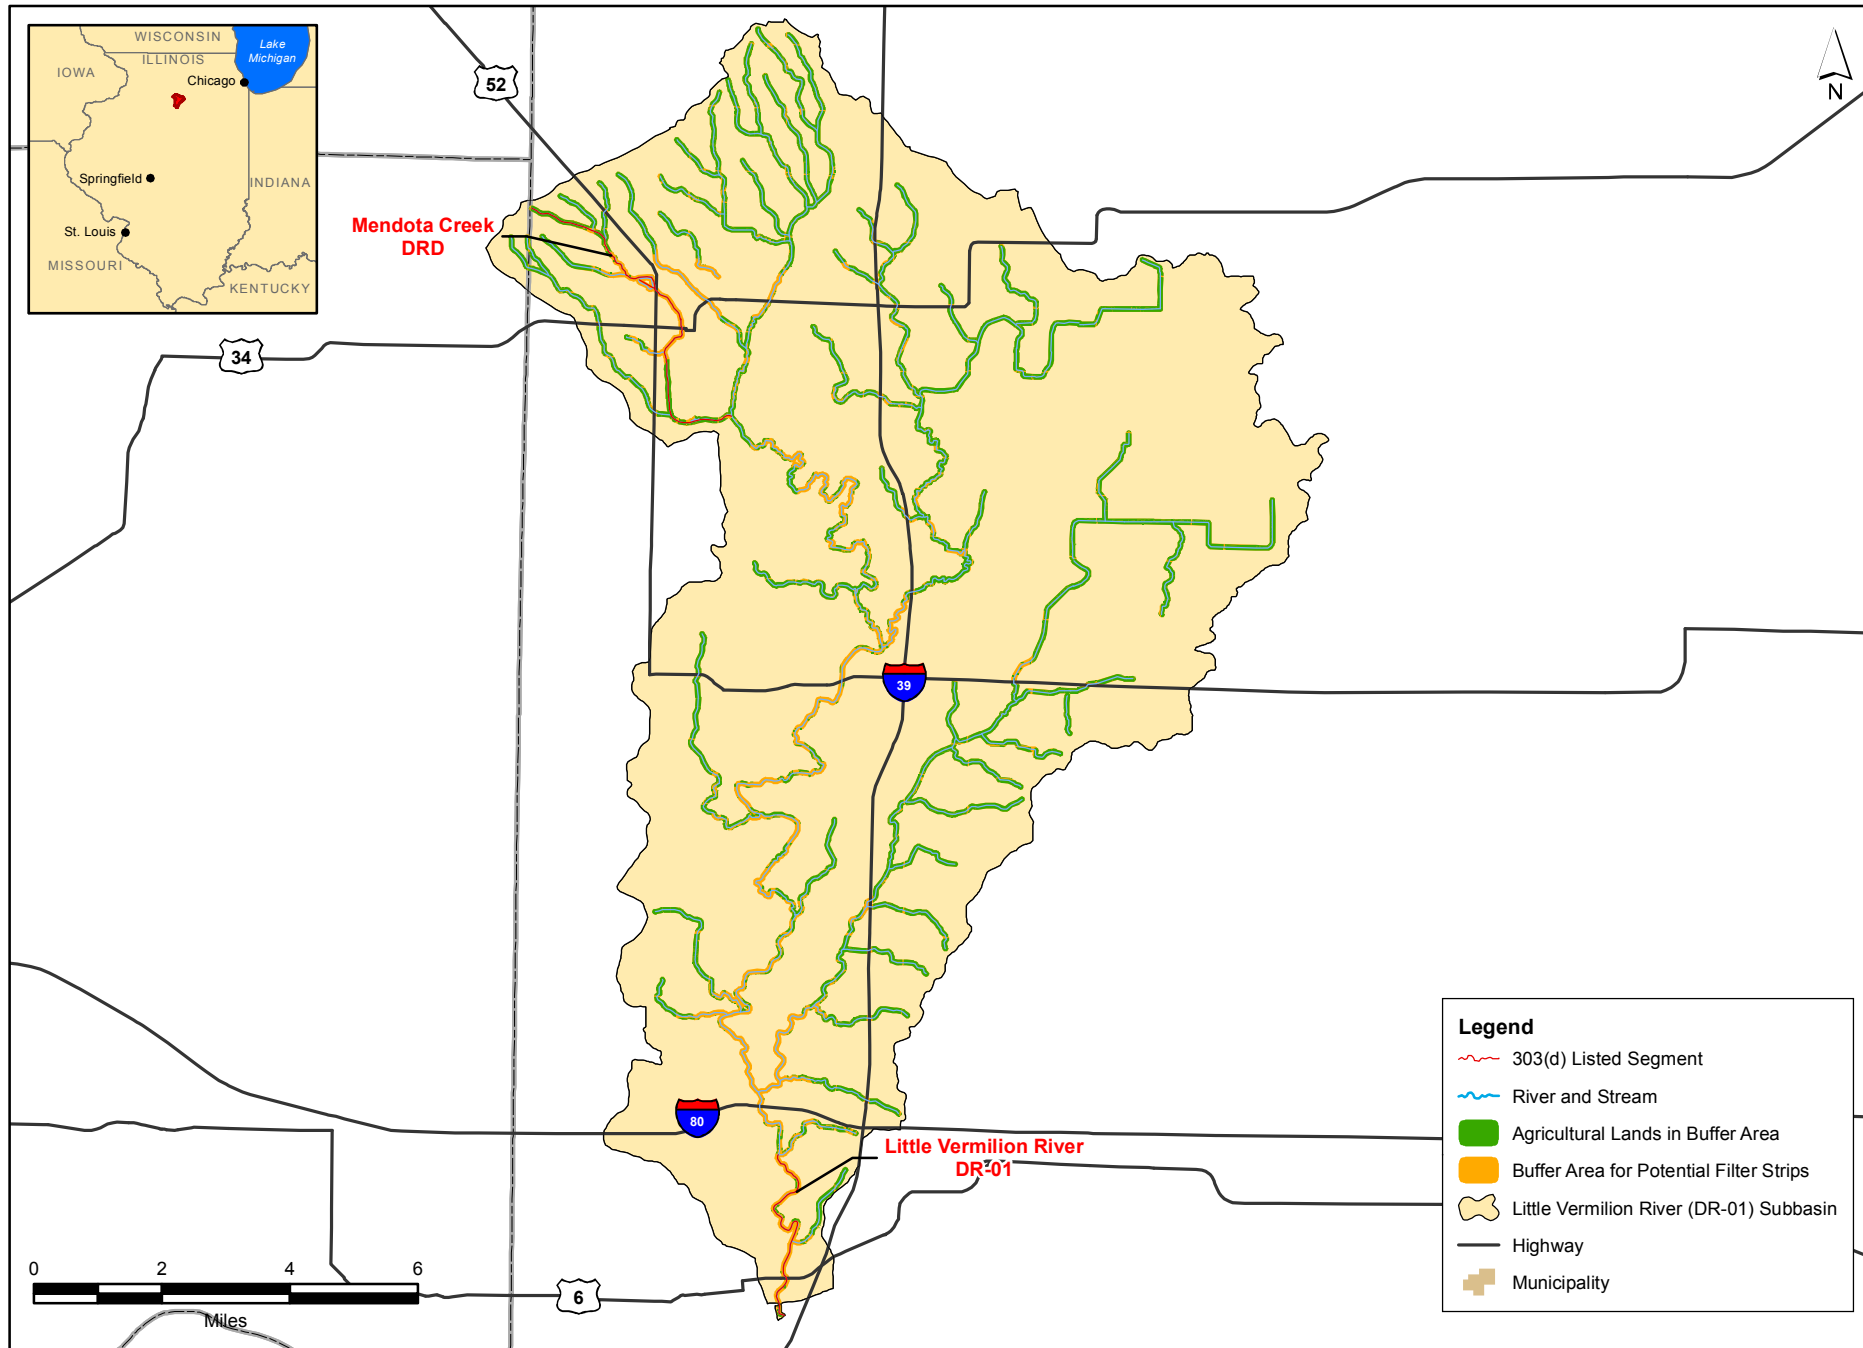 WISCONSIN
Lake
Michigan
ILLINOIS
IOWA
Chicago
Springfield
INDIANA
St. Louis
MISSOURI
KENTUCKY
52
N
Mendota Creek
DRD
34
39
80
Little Vermilion River
DR-01
6
0 2 4 6
Miles
Legend
303(d) Listed Segment
River and Stream
Agricultural Lands in Buffer Area
Buffer Area for Potential Filter Strips
Little Vermilion River (DR-01) Subbasin
Highway
Municipality